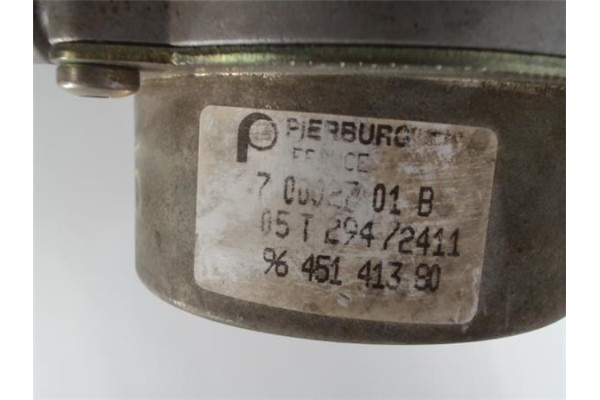 PIERBURG
FRANCE
01 B
05 T 294/2411
96 451 413 80